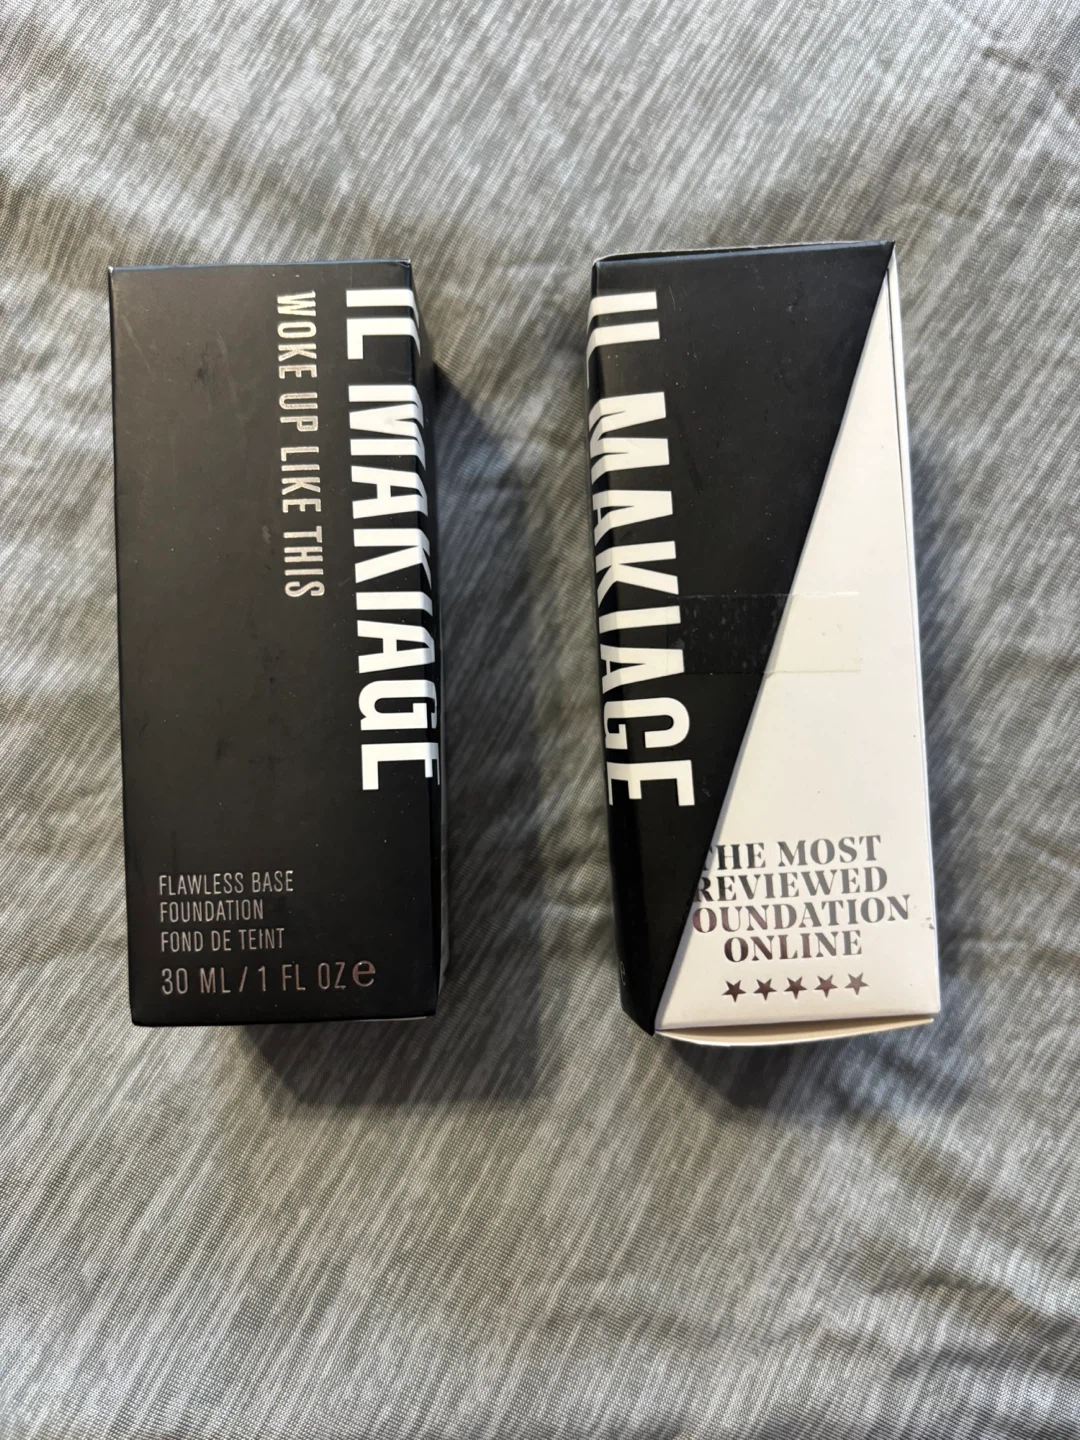 IL MAKIAGE
WOKE UP LIKE THIS
FLAWLESS BASE
FOUNDATION
FOND DE TEINT
30 ML / 1 FL OZ e
IL MAKIAGE
THE MOST
REVIEWED
FOUNDATION
ONLINE